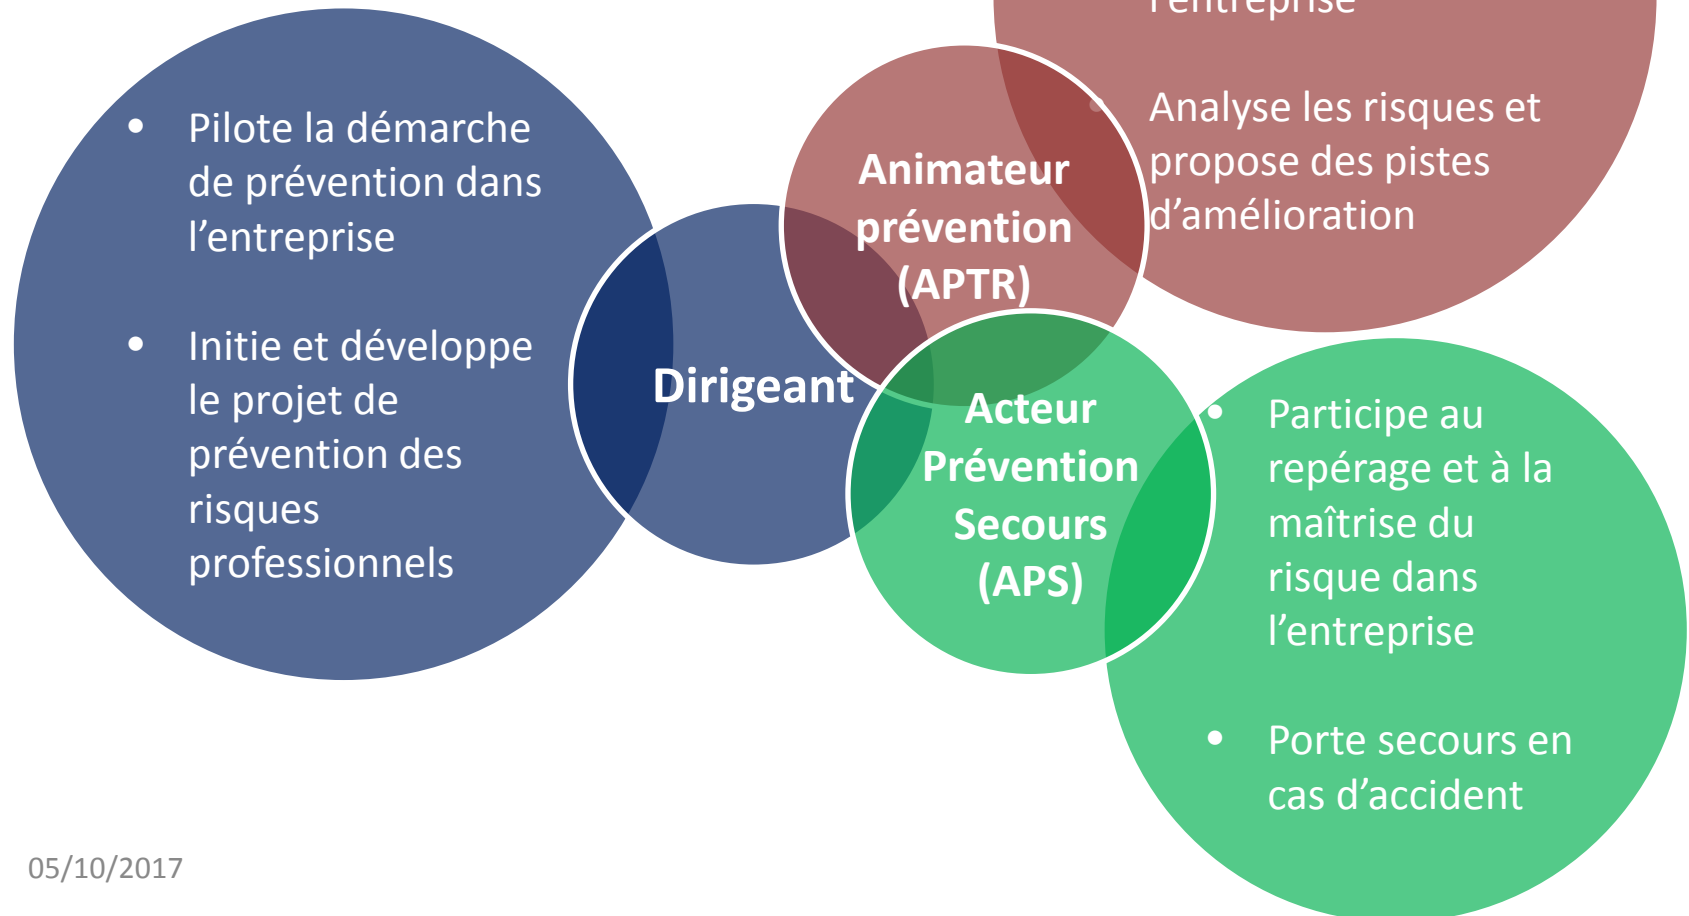 • Pilote la démarche
de prévention dans
l’entreprise
• Initie et développe
le projet de
prévention des
risques
professionnels
Dirigeant
Animateur
prévention
(APTR)
l’entreprise
• Analyse les risques et
propose des pistes
d’amélioration
Acteur
Prévention
Secours
(APS)
• Participe au
repérage et à la
maîtrise du
risque dans
l’entreprise
• Porte secours en
cas d’accident
05/10/2017